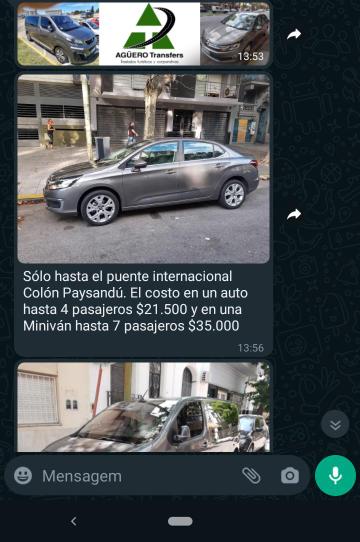 AGÜERO Transfers
Traslados turísticos y corporativos
13:53
Sólo hasta el puente internacional
Colón Paysandú. El costo en un auto
hasta 4 pasajeros $21.500 y en una
Miniván hasta 7 pasajeros $35.000
13:56
Mensagem